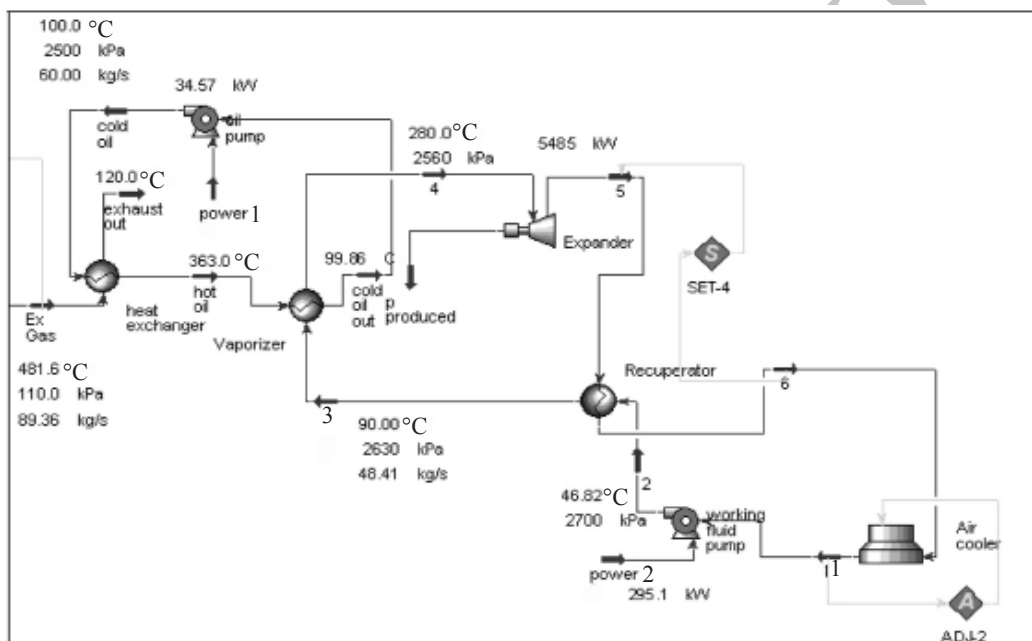 100.0 °C
2500 kPa
60.00 kg/s
34.57 kW
cold
oil
oil
pump
120.0 °C
exhaust
out
power 1
280.0 °C
2560 kPa
4
5485 kW
5
Expander
SET-4
S
363.0 °C
hot
oil
99.86 C
cold
oil
out
p
produced
Ex
Gas
heat
exchanger
Vaporizer
481.6 °C
110.0 kPa
89.36 kg/s
Recuperator
6
3
90.00 °C
2630 kPa
48.41 kg/s
2
46.82 °C
2700 kPa
working
fluid
pump
power 2
295.1 kW
1
Air
cooler
A
ADJ-2